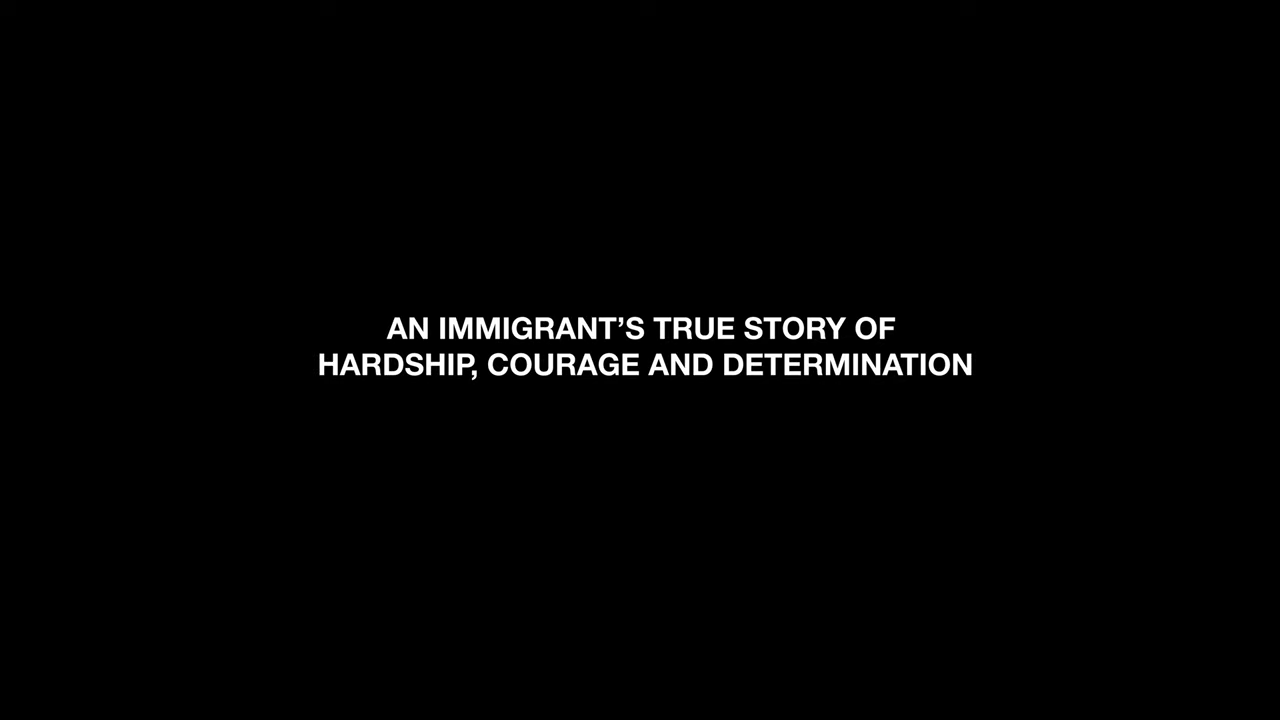 AN IMMIGRANT’S TRUE STORY OF
HARDSHIP, COURAGE AND DETERMINATION